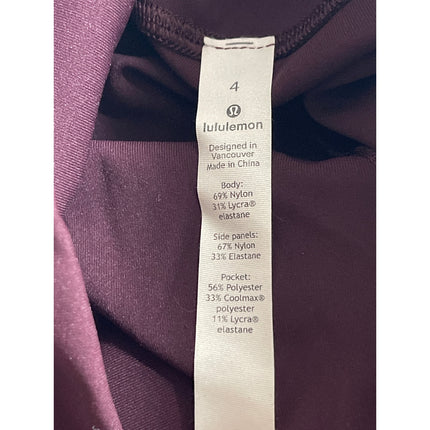 4
lululemon
Designed in
Vancouver
Made in China
Body:
69% Nylon
31% Lycra®
elastane
Side panels:
67% Nylon
33% Elastane
Pocket:
56% Polyester
33% Coolmax®
polyester
11% Lycra®
elastane